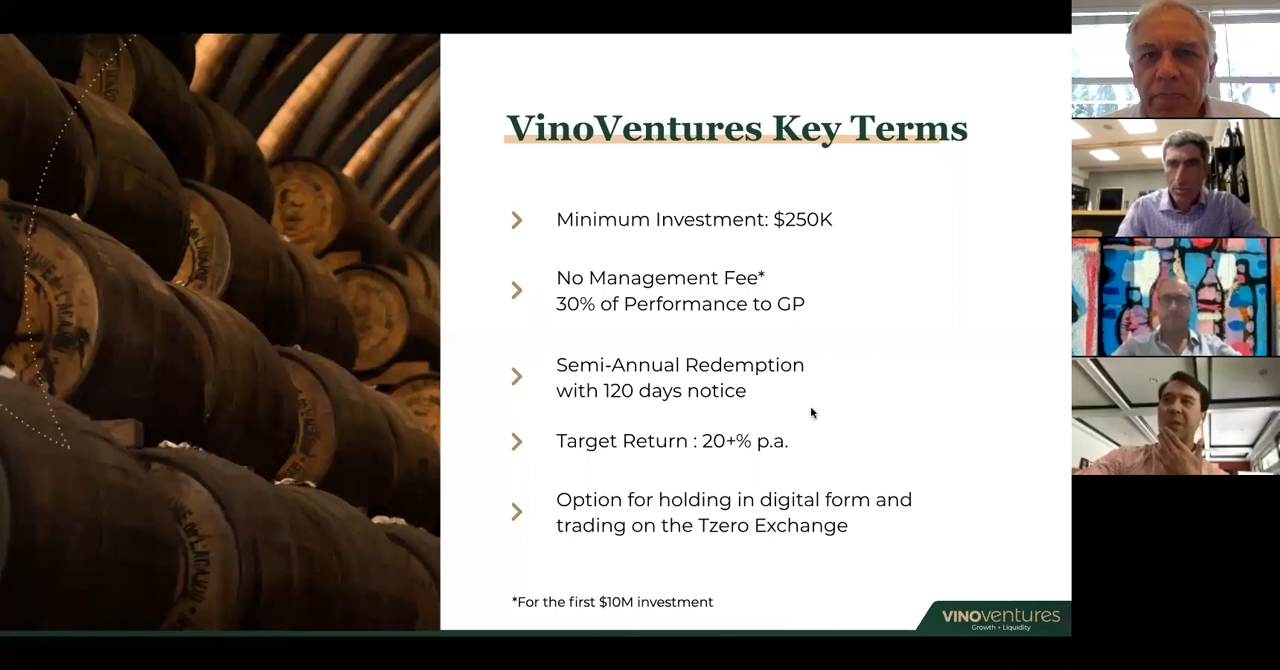 VinoVentures Key Terms
Minimum Investment: $250K
No Management Fee*
30% of Performance to GP
Semi-Annual Redemption
with 120 days notice
Target Return : 20+% p.a.
Option for holding in digital form and
trading on the Tzero Exchange
*For the first $10M investment
VINOventures
Growth + Liquidity